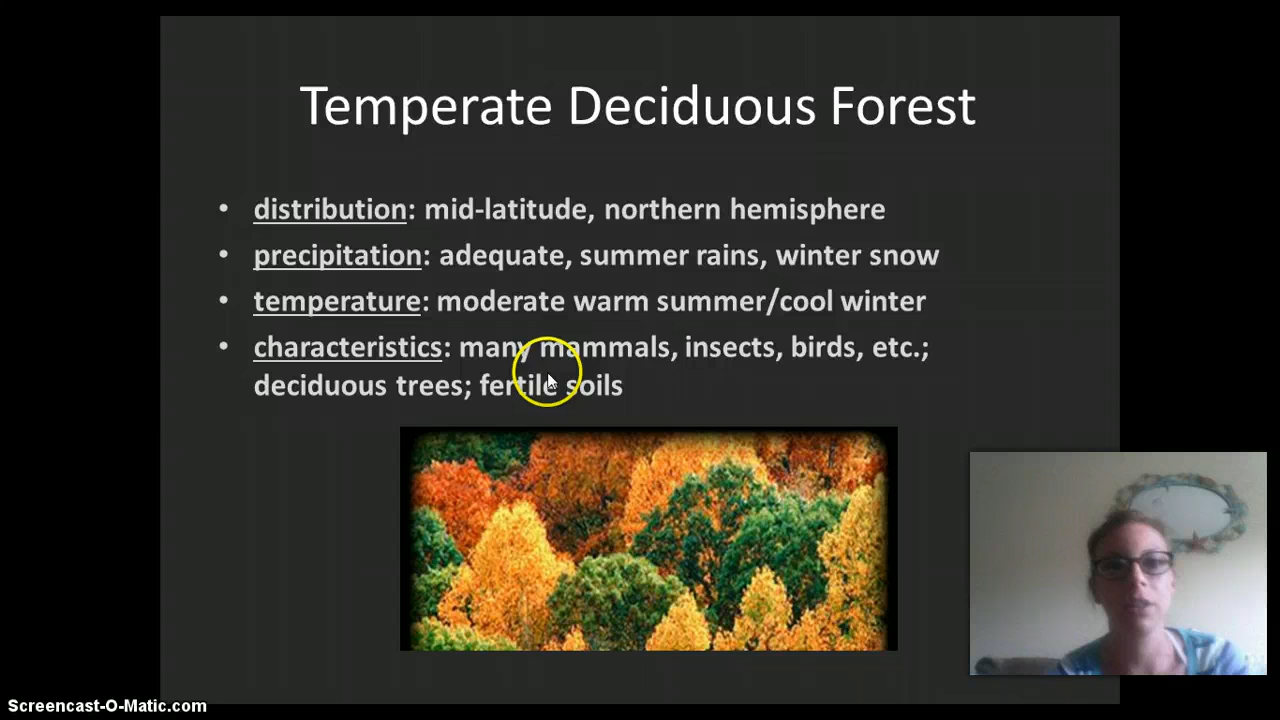 Temperate Deciduous Forest
• distribution: mid-latitude, northern hemisphere
• precipitation: adequate, summer rains, winter snow
• temperature: moderate warm summer/cool winter
• characteristics: many mammals, insects, birds, etc.;
deciduous trees; fertile soils
Screencast-O-Matic.com